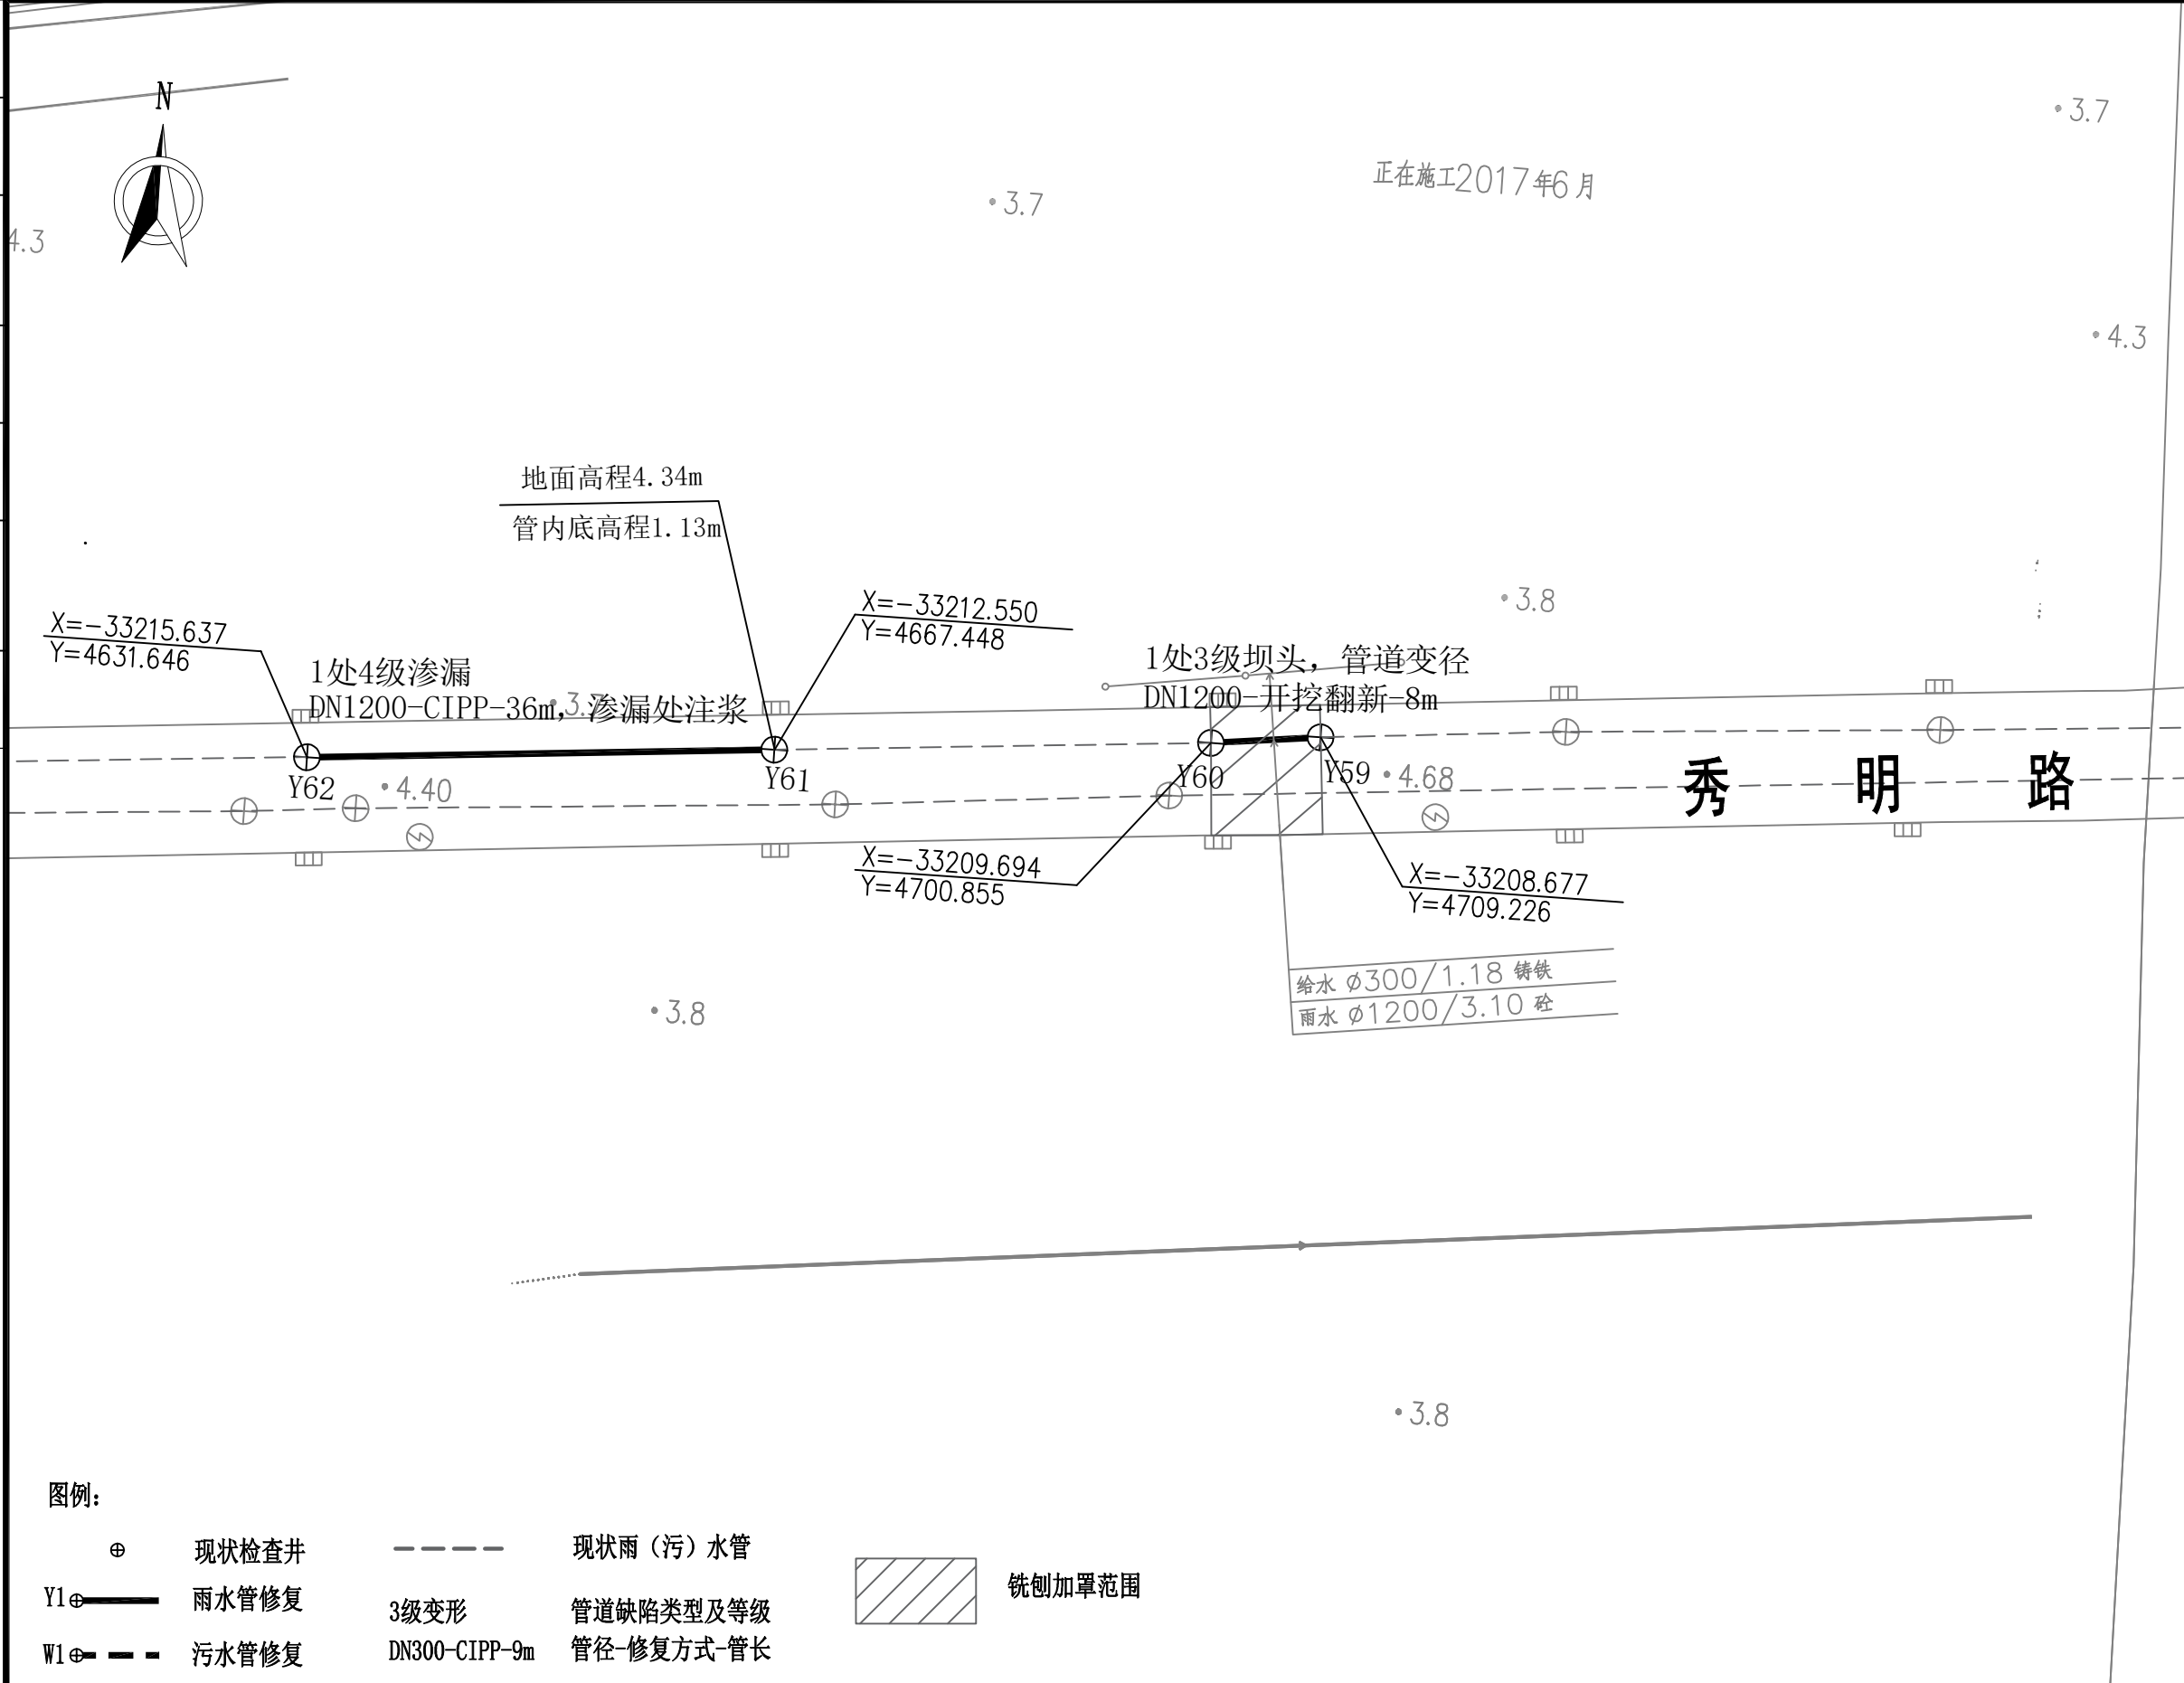 N
3.7
正在施工2017年6月
3.7
4.3
4.3
地面高程4.34m
管内底高程1.13m
X=-33215.637
Y=4631.646
X=-33212.550
Y=4667.448
3.8
1处4级渗漏
DN1200-CIPP-36m，渗漏处注浆
1处3级坝头，管道变径
DN1200-开挖翻新-8m
Y62
Y61
Y60
Y59
4.40
4.68
秀明路
X=-33209.694
Y=4700.855
X=-33208.677
Y=4709.226
给水 ø300/1.18 铸铁
雨水 ø1200/3.10 砼
3.8
3.8
图例：
现状检查井
现状雨（污）水管
铣刨加罩范围
Y1
雨水管修复
3级变形
管道缺陷类型及等级
W1
污水管修复
DN300-CIPP-9m
管径-修复方式-管长